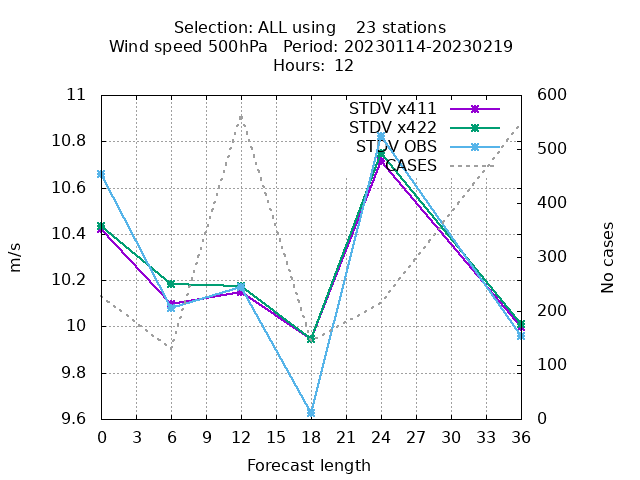 Selection: ALL using    23 stations
Wind speed 500hPa   Period: 20230114-20230219
Hours:  12
11
10.8
10.6
10.4
10.2
10
9.8
9.6
m/s
600
500
400
300
200
100
0
No cases
STDV x411
STDV x422
STDV OBS
CASES
0 3 6 9 12 15 18 21 24 27 30 33 36
Forecast length